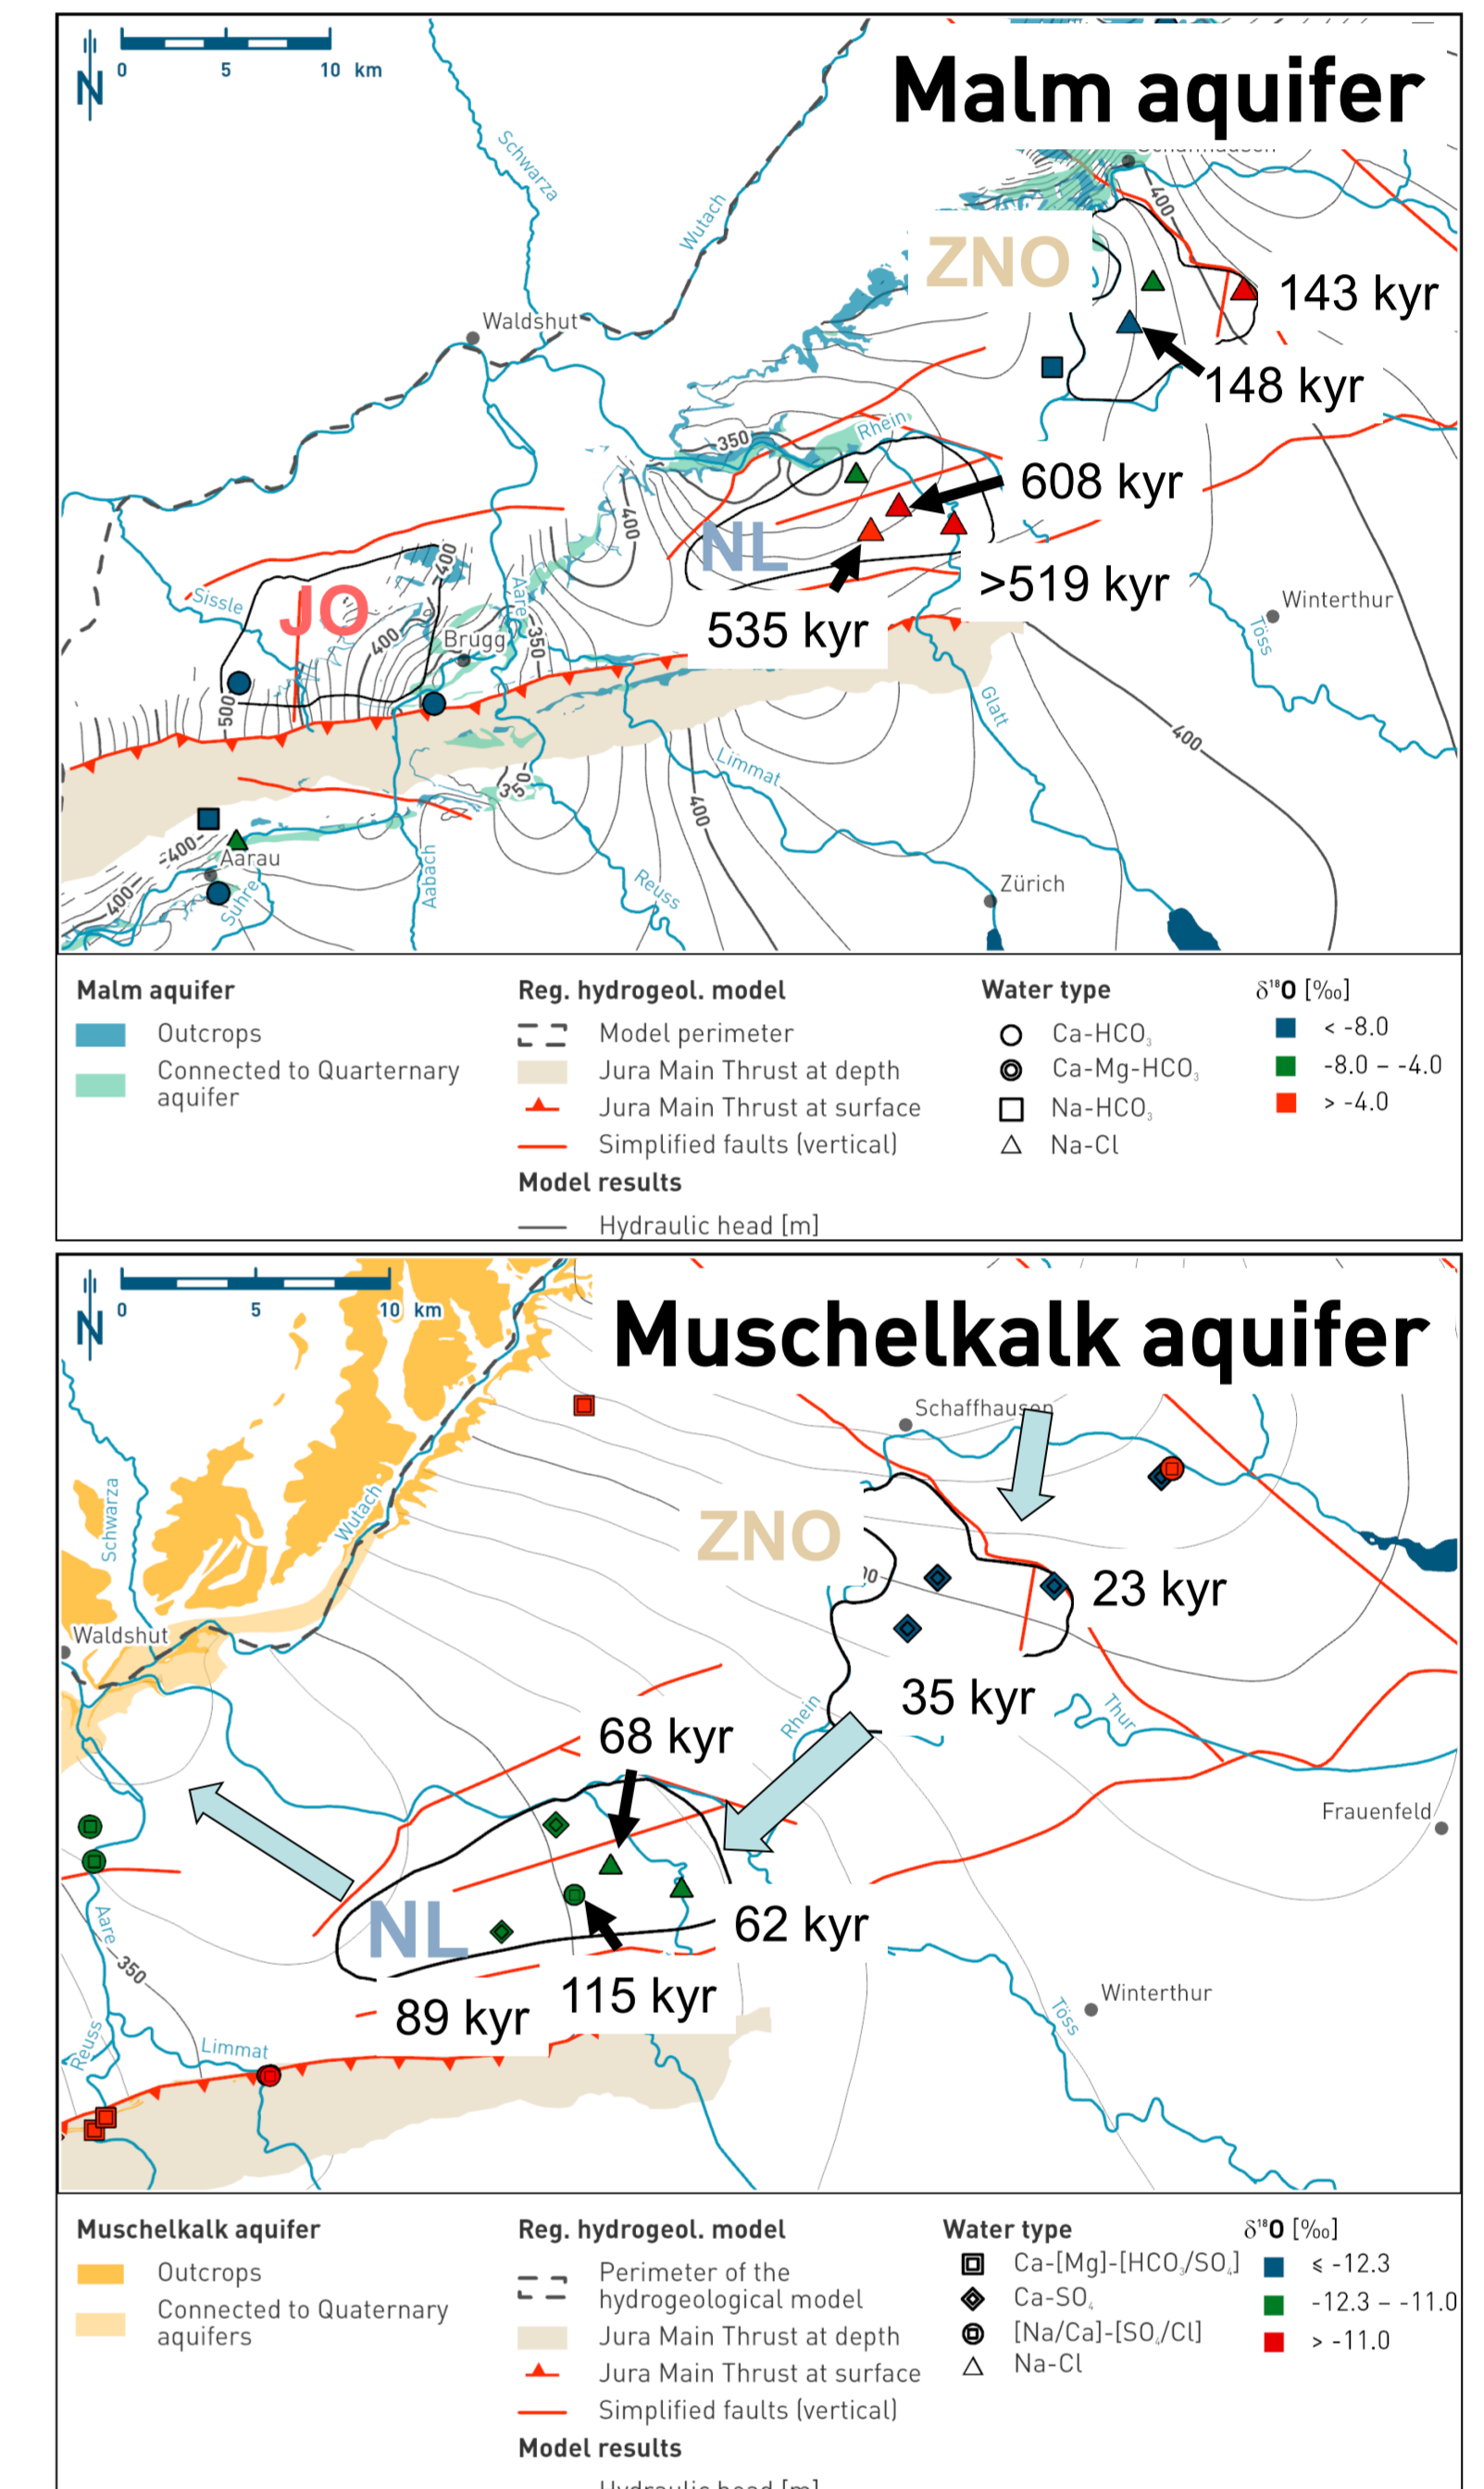 Malm aquifer
N
0 5 10 km
Schwarza
Wutach
Schaffhausen
400
ZNO
143 kyr
Waldshut
148 kyr
350
Rhein
608 kyr
400
NL
>519 kyr
400
JO
Sissle
Aare
Winterthur
Töss
535 kyr
400
Brugg
350
500
Glatt
400
Limmat
350
400
400
Aarau
Aabach
Reuss
Zürich
400
Suhre
Malm aquifer
Outcrops
Connected to Quarternary
aquifer
Reg. hydrogeol. model
Model perimeter
Jura Main Thrust at depth
Jura Main Thrust at surface
Simplified faults (vertical)
Model results
Hydraulic head [m]
Water type
Ca-HCO₃
Ca-Mg-HCO₃
Na-HCO₃
Na-Cl
δ¹⁸O [‰]
< -8.0
-8.0 – -4.0
> -4.0
Muschelkalk aquifer
N
0 5 10 km
Schaffhausen
Schwarza
Wutach
ZNO
23 kyr
Waldshut
35 kyr
Rhein
Thur
68 kyr
Frauenfeld
NL
Aare
62 kyr
350
115 kyr
89 kyr
Winterthur
Töss
Reuss
Limmat
Muschelkalk aquifer
Outcrops
Connected to Quaternary
aquifers
Reg. hydrogeol. model
Perimeter of the
hydrogeological model
Jura Main Thrust at depth
Jura Main Thrust at surface
Simplified faults (vertical)
Model results
Hydraulic head [m]
Water type
Ca-[Mg]-[HCO₃/SO₄]
Ca-SO₄
[Na/Ca]-[SO₄/Cl]
Na-Cl
δ¹⁸O [‰]
≤ -12.3
-12.3 – -11.0
> -11.0